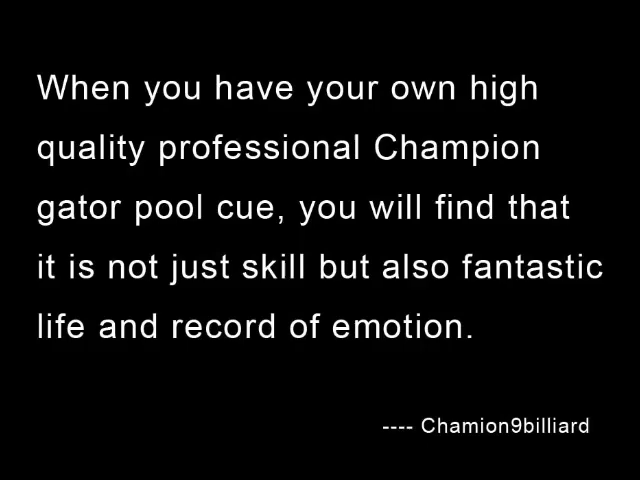 When you have your own high
quality professional Champion
gator pool cue, you will find that
it is not just skill but also fantastic
life and record of emotion.
---- Chamion9billiard